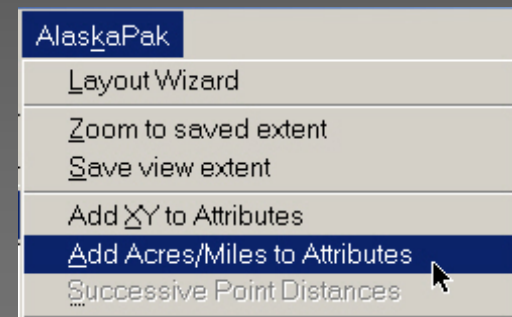 AlaskaPak
Layout Wizard
Zoom to saved extent
Save view extent
Add XY to Attributes
Add Acres/Miles to Attributes
Successive Point Distances